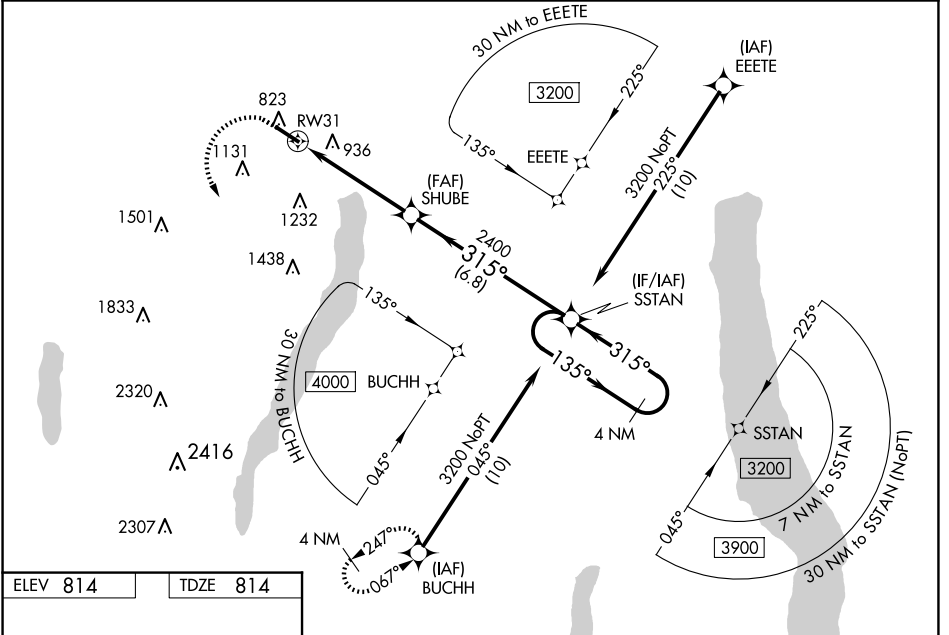 30 NM to EEETE
(IAF)
EEETE
3200
225°
135°
EEETE
823
RW31
936
1131
3200 NoPT
225°
(10)
(FAF)
SHUBE
1232
1501
1438
2400
315°
(6.8)
(IF/IAF)
SSTAN
1833
135°
30 NM to BUCHH
4000
BUCHH
045°
2320
315°
135°
4 NM
225°
SSTAN
3200
7 NM to SSTAN
045°
3900
30 NM to SSTAN (NoPT)
2416
3200 NoPT
045°
(10)
2307
4 NM
247°
067°
(IAF)
BUCHH
ELEV 814
TDZE 814